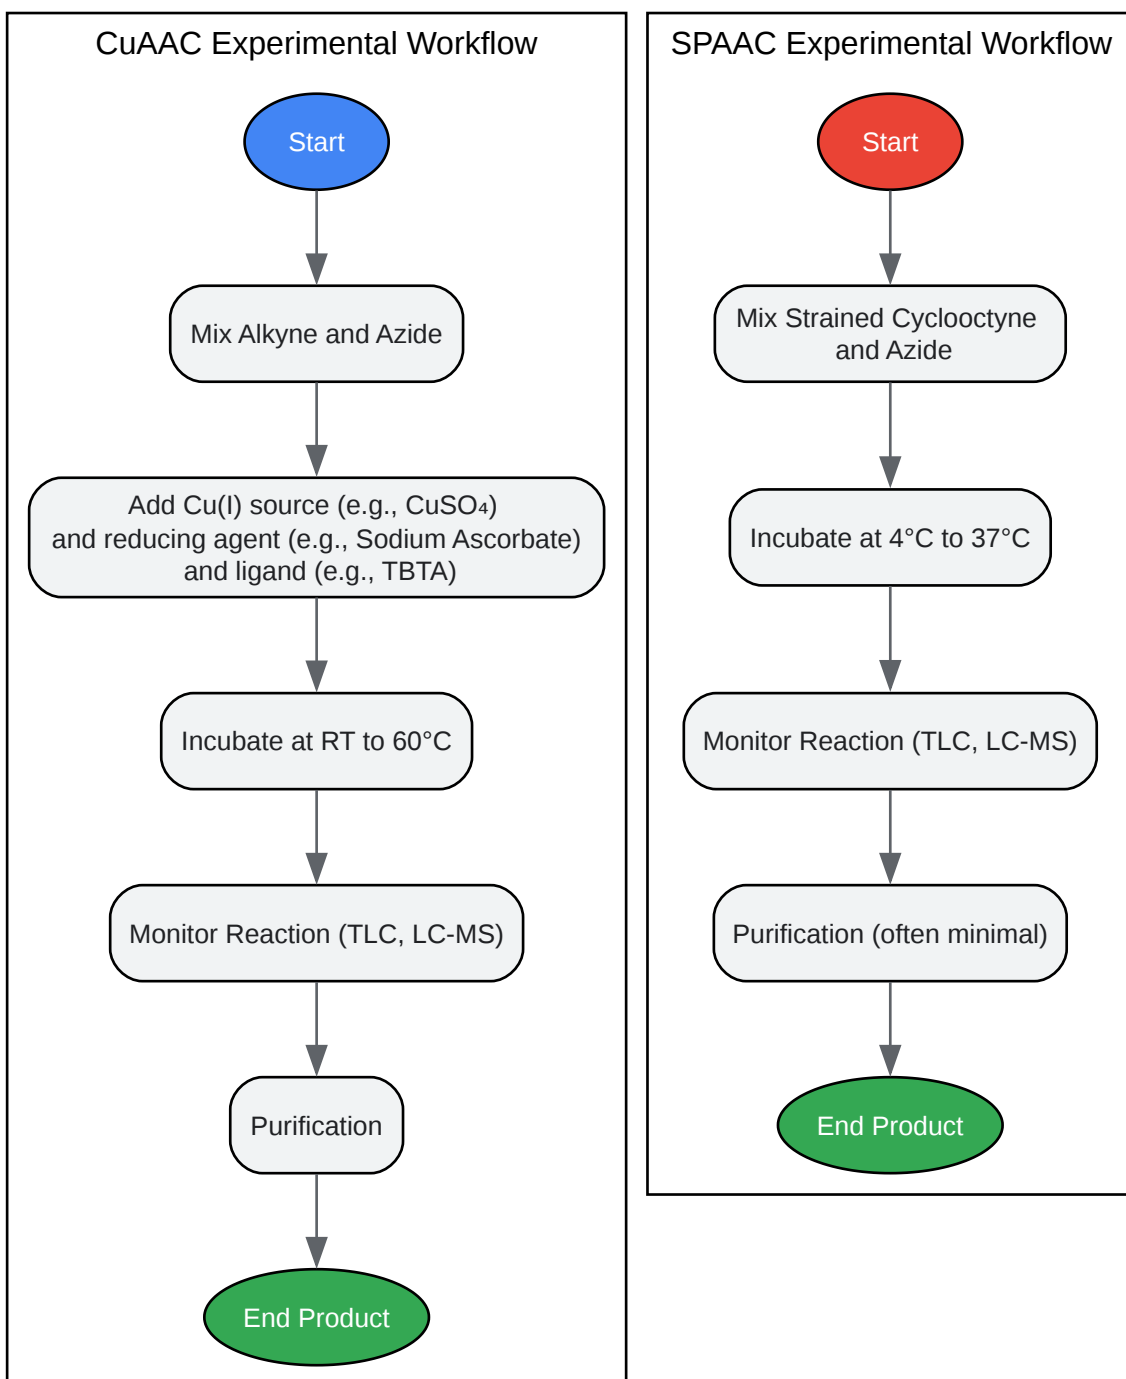 CuAAC Experimental Workflow
Start
Mix Alkyne and Azide
Add Cu(I) source (e.g., CuSO₄)
and reducing agent (e.g., Sodium Ascorbate)
and ligand (e.g., TBTA)
Incubate at RT to 60°C
Monitor Reaction (TLC, LC-MS)
Purification
End Product
SPAAC Experimental Workflow
Start
Mix Strained Cyclooctyne
and Azide
Incubate at 4°C to 37°C
Monitor Reaction (TLC, LC-MS)
Purification (often minimal)
End Product